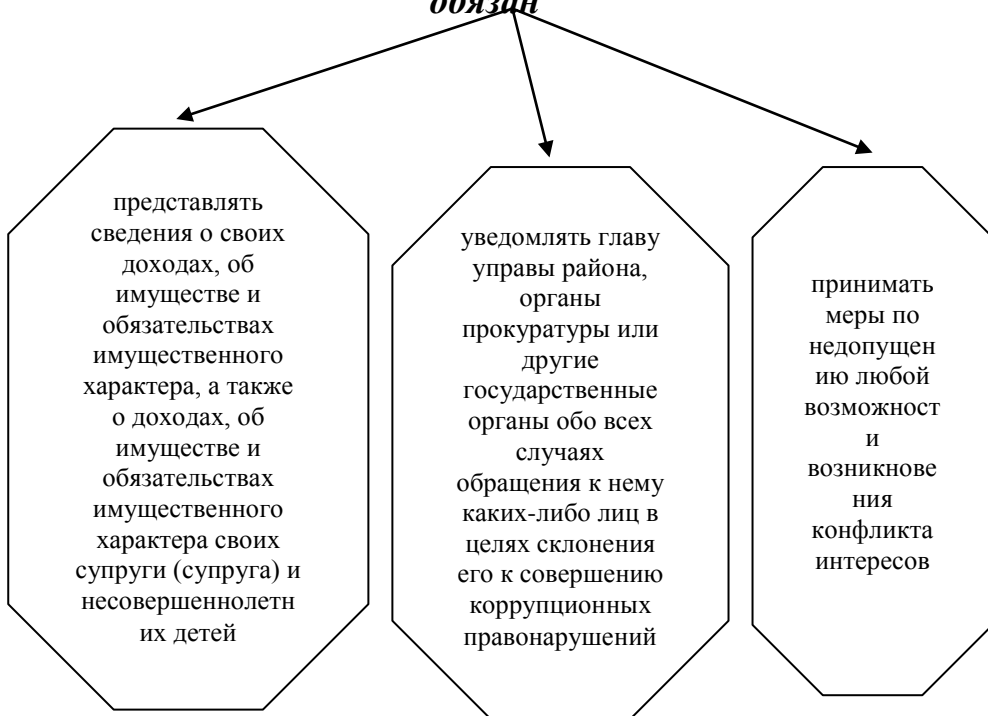 обязан
представлять
сведения о своих
доходах, об
имуществе и
обязательствах
имущественного
характера, а также
о доходах, об
имуществе и
обязательствах
имущественного
характера своих
супруги (супруга) и
несовершеннолетн
их детей
уведомлять главу
управы района,
органы
прокуратуры или
другие
государственные
органы обо всех
случаях
обращения к нему
каких-либо лиц в
целях склонения
его к совершению
коррупционных
правонарушений
принимать
меры по
недопущен
ию любой
возможност
и
возникнове
ния
конфликта
интересов